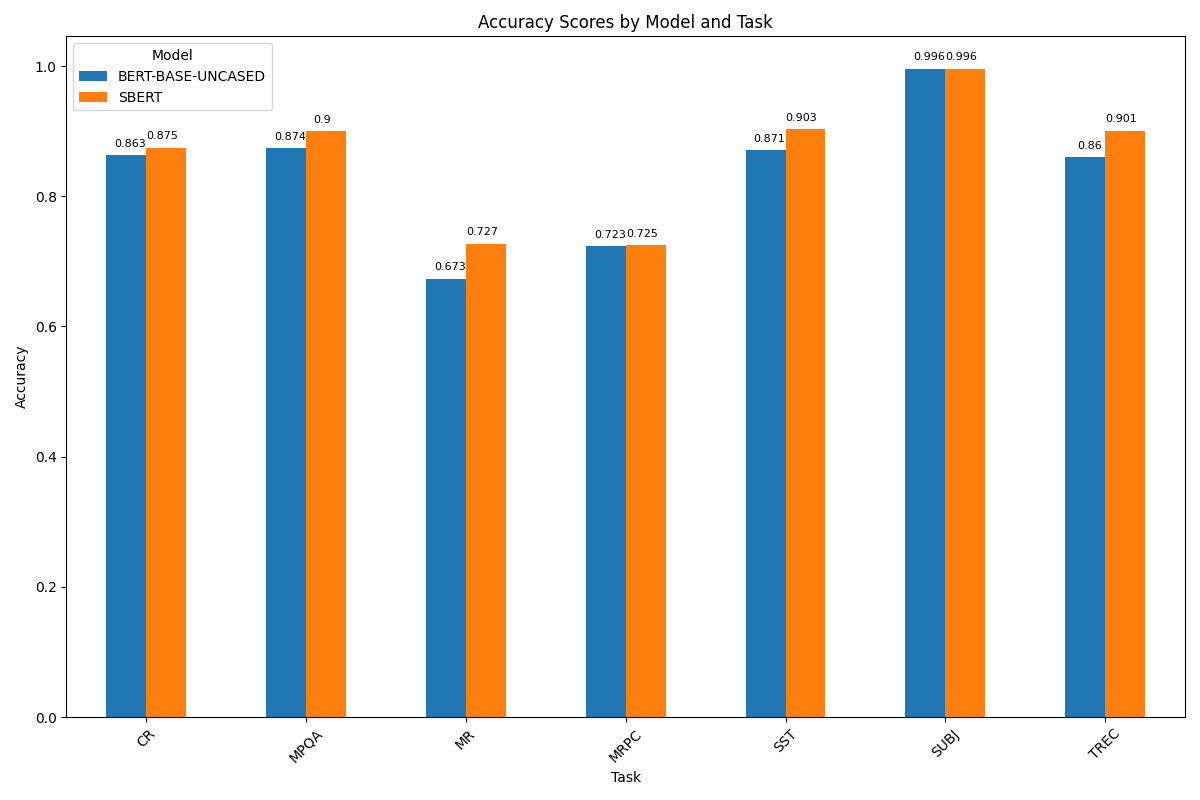 Accuracy Scores by Model and Task
Model
BERT-BASE-UNCASED
SBERT
Accuracy
1.0
0.8
0.6
0.4
0.2
0.0
0.863
0.875
0.874
0.9
0.673
0.727
0.723
0.725
0.871
0.903
0.996
0.996
0.86
0.901
CR
MPQA
MR
MRPC
SST
SUBJ
TREC
Task